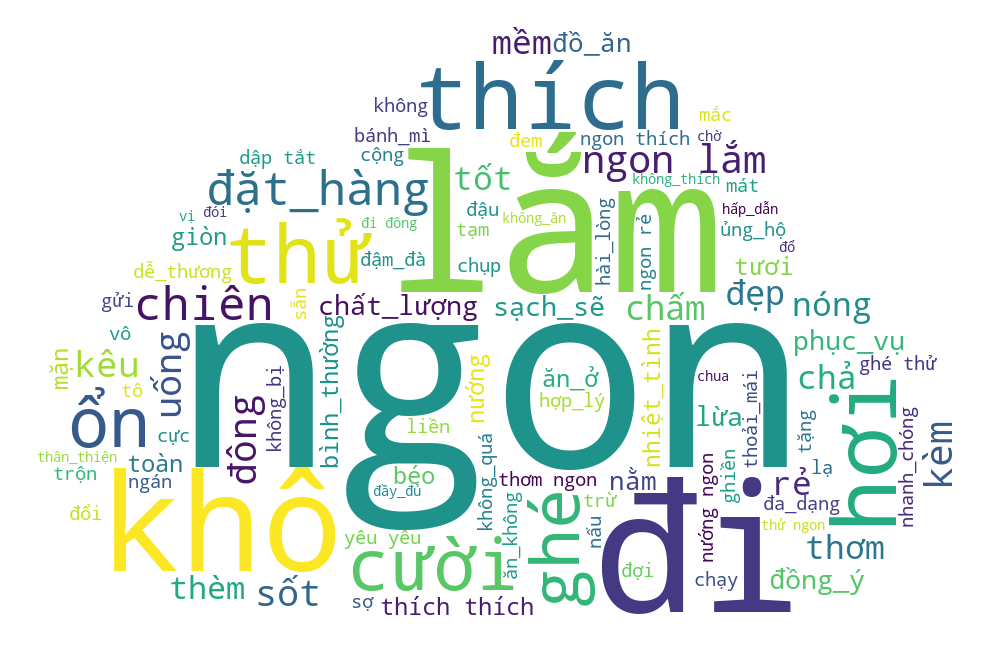 mềm đồ_ăn
thích
không
mắc
bánh_mì
đem
ngon thích
chờ
dập tắt
cộng
lắm
ngon lắm
đặt_hàng
tốt
không_thích
mát
vị
đói
đi đông
đậu
không_ăn
hài_lòng
ngon rẻ
hấp_dẫn
giòn
thử
tạm
ủng_hộ
đổ
dễ_thương
đậm_đà
chụp
tươi
gửi
chiên
sẵn
chất_lượng
sạch_sẽ
chấm
đẹp
nóng
vô
uống
ngon
bình_thường
phục_vụ
mặn
kêu
không_bị
nướng
ăn_ở
nhiệt_tình
chua
thoải_mái
chả
ghé thử
tô
hợp_lý
ổn
cực
đông
liền
lừa
tặng
hơi
nhanh_chóng
kèm
thân_thiên
trộn
toàn
ngán
béo
không_quá
thơm ngon
nằm
nướng ngon
ghiền
rẻ
lạ
khô
đầy_đủ
ăn_không
ghé
trừ
nấu
đi
đa_dạng
đổi
yêu yêu
thử ngon
thơm
cười
đợi
chạy
đồng_ý
thèm
sốt
sợ
thích thích